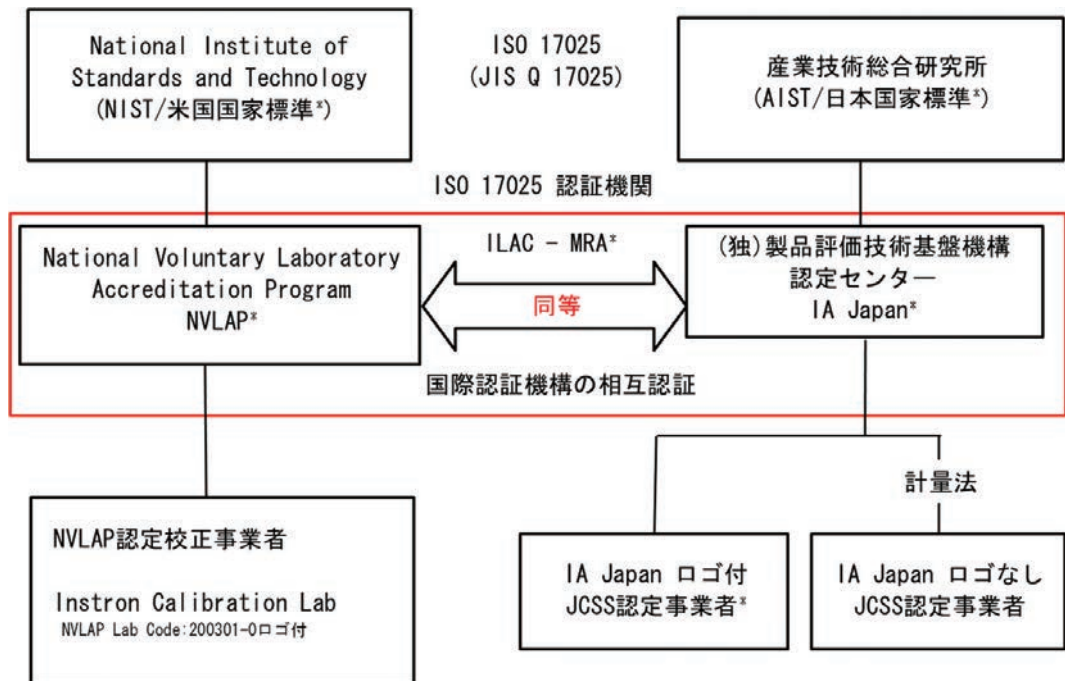 National Institute of
Standards and Technology
(NIST/米国国家標準※)
ISO 17025
(JIS Q 17025)
産業技術総合研究所
(AIST/日本国家標準※)
ISO 17025 認証機関
National Voluntary Laboratory
Accreditation Program
NVLAP※
ILAC - MRA※
同等
国際認証機構の相互認証
(独)製品評価技術基盤機構
認定センター
IA Japan※
計量法
NVLAP認定校正事業者
Instron Calibration Lab
NVLAP Lab Code:200301-0ロゴ付
IA Japan ロゴ付
JCSS認定事業者※
IA Japan ロゴなし
JCSS認定事業者